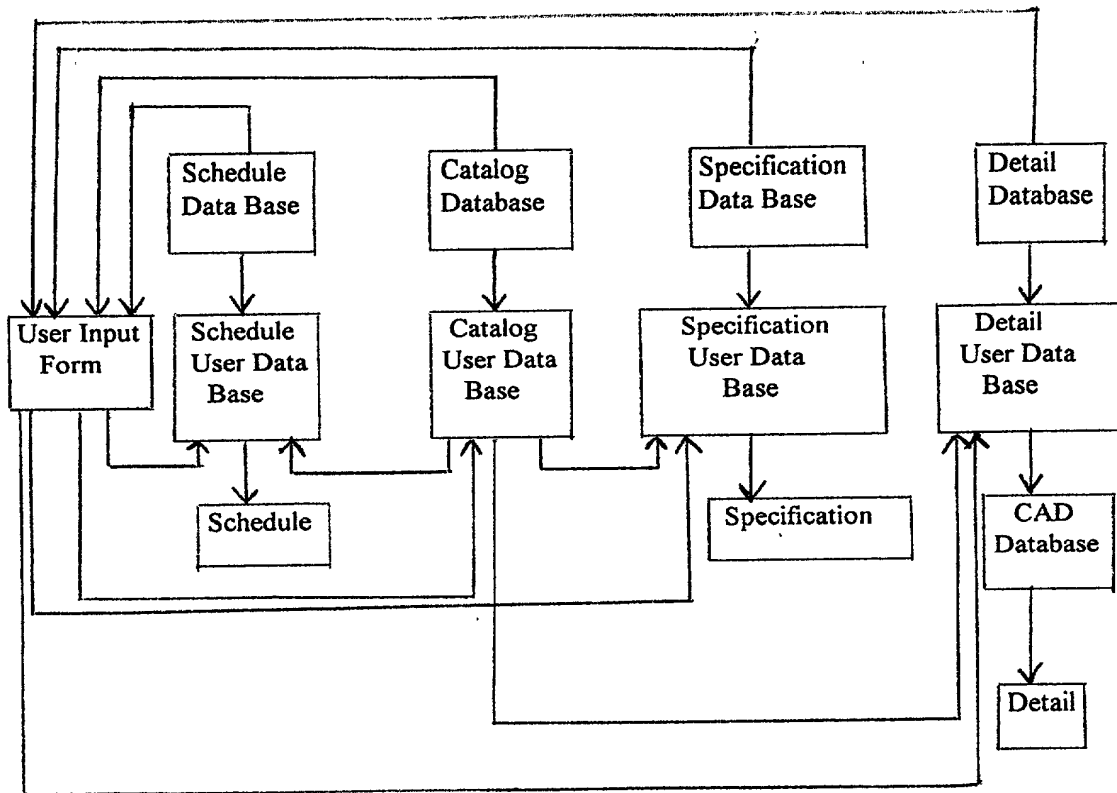 Schedule
Data Base
Catalog
Database
Specification
Data Base
Detail
Database
User Input
Form
Schedule
User Data
Base
Catalog
User Data
Base
Specification
User Data
Base
Detail
User Data
Base
Schedule
Specification
CAD
Database
Detail